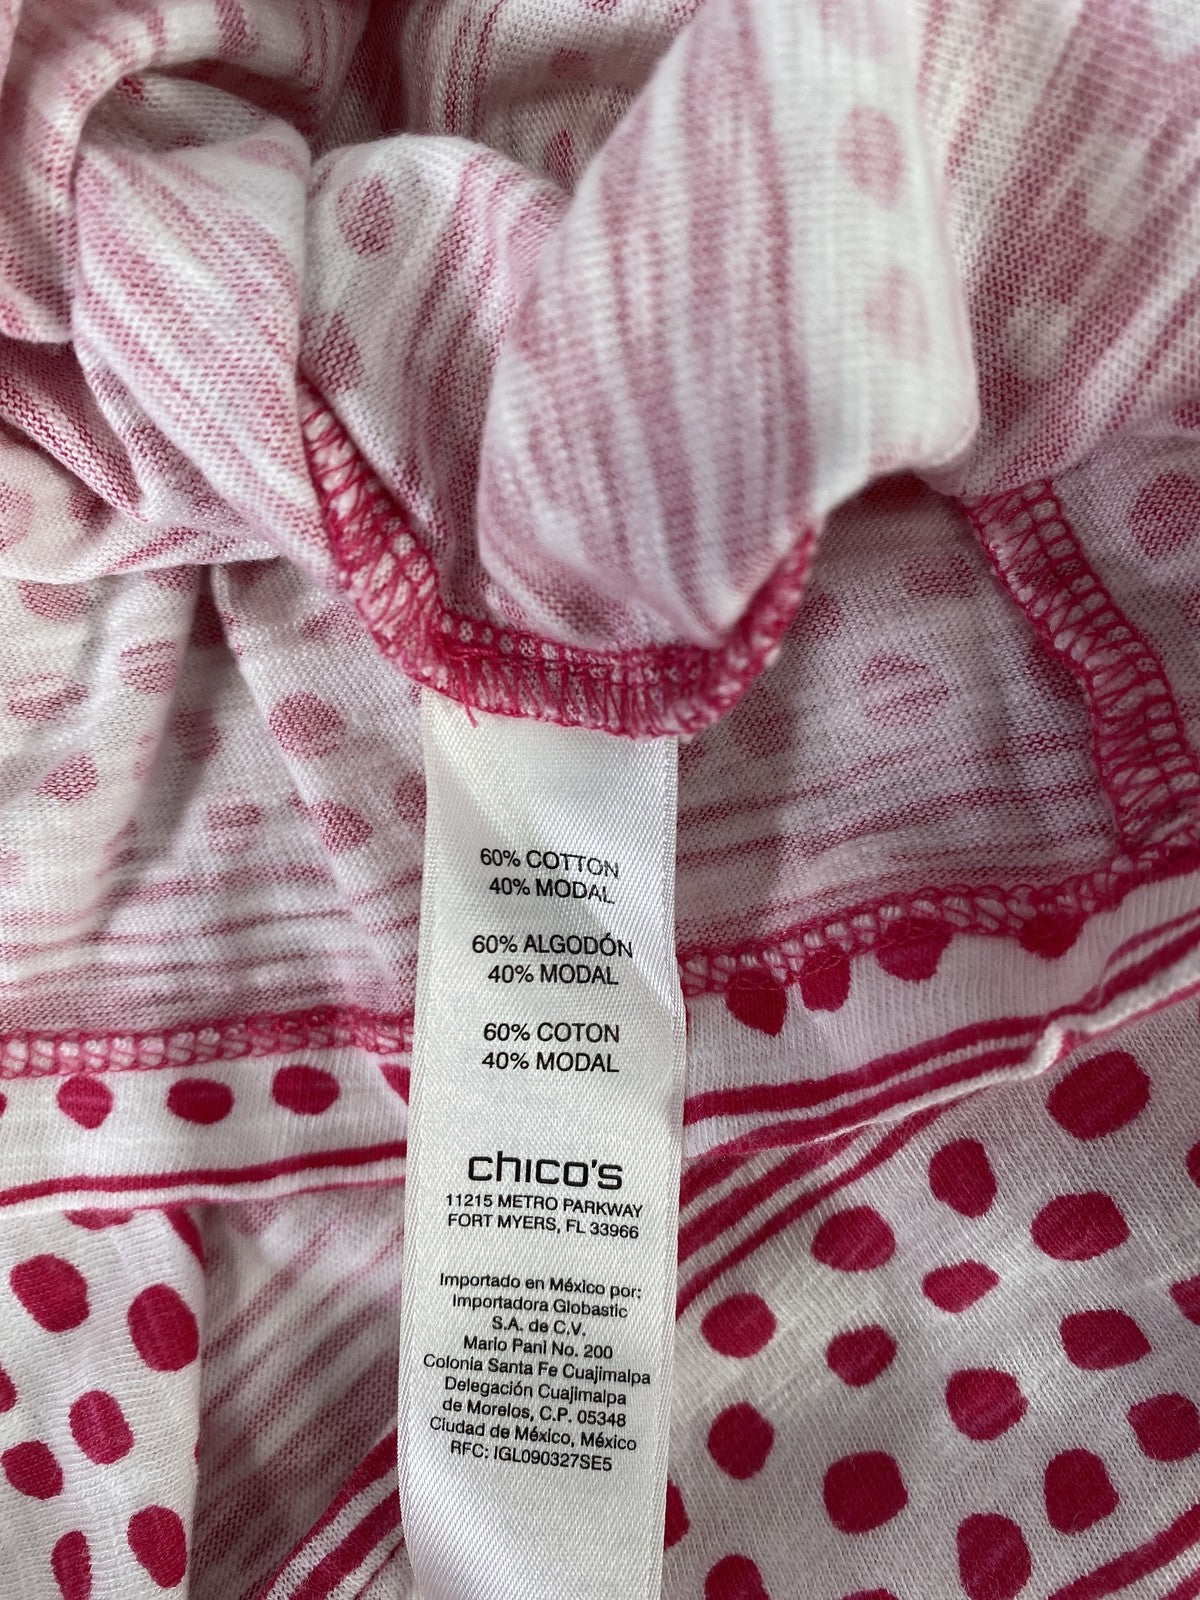 60% COTTON
40% MODAL
60% ALGODÓN
40% MODAL
60% COTON
40% MODAL
chico's
11215 METRO PARKWAY
FORT MYERS, FL 33966
Importado en México por:
Importadora Globastic
S.A. de C.V.
Mario Pani No. 200
Colonia Santa Fe Cuajimalpa
Delegación Cuajimalpa
de Morelos, C.P. 05348
Ciudad de México, México
RFC: IGL090327SE5